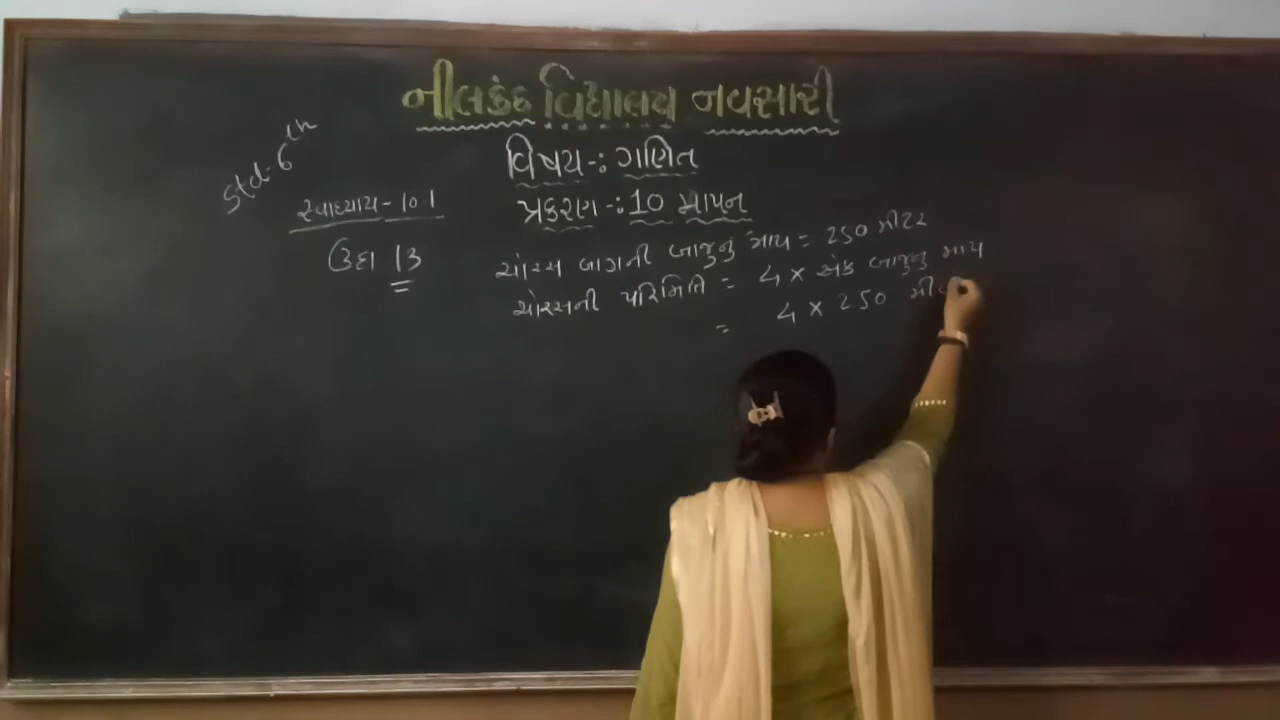 નીલકંઠ વિદ્યાલય નવસારી
Std-6th
વિષય-: ગણિત
સ્વાધ્યાય-10.1
પ્રકરણ-:10 માપન
ઉદા 13
ચોરસ બાગની બાજુનુ માપ = 250 મીટર
ચોરસની પરિમિતિ = 4 × એક બાજુનુ માપ
= 4 × 250